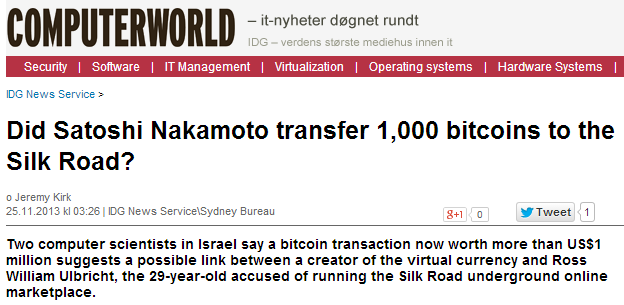 COMPUTERWORLD
– it-nyheter døgnet rundt
IDG – verdens største mediehus innen it
Security | Software | IT Management | Virtualization | Operating systems | Hardware Systems |
IDG News Service >
Did Satoshi Nakamoto transfer 1,000 bitcoins to the
Silk Road?
o Jeremy Kirk
25.11.2013 kl 03:26 | IDG News Service\Sydney Bureau
g+1 0 Tweet 1
Two computer scientists in Israel say a bitcoin transaction now worth more than US$1
million suggests a possible link between a creator of the virtual currency and Ross
William Ulbricht, the 29-year-old accused of running the Silk Road underground online
marketplace.